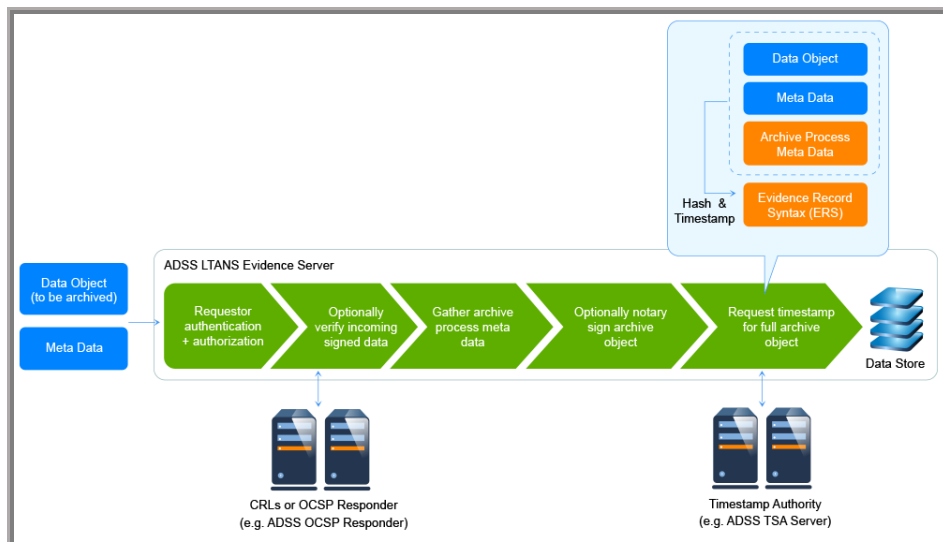 Data Object
Meta Data
Archive Process
Meta Data
Hash &
Timestamp
Evidence Record
Syntax (ERS)
ADSS LTANS Evidence Server
Data Object
(to be archived)
Meta Data
Requestor
authentication
+ authorization
Optionally
verify incoming
signed data
Gather archive
process meta
data
Optionally notary
sign archive
object
Request timestamp
for full archive
object
Data Store
CRLs or OCSP Responder
(e.g. ADSS OCSP Responder)
Timestamp Authority
(e.g. ADSS TSA Server)